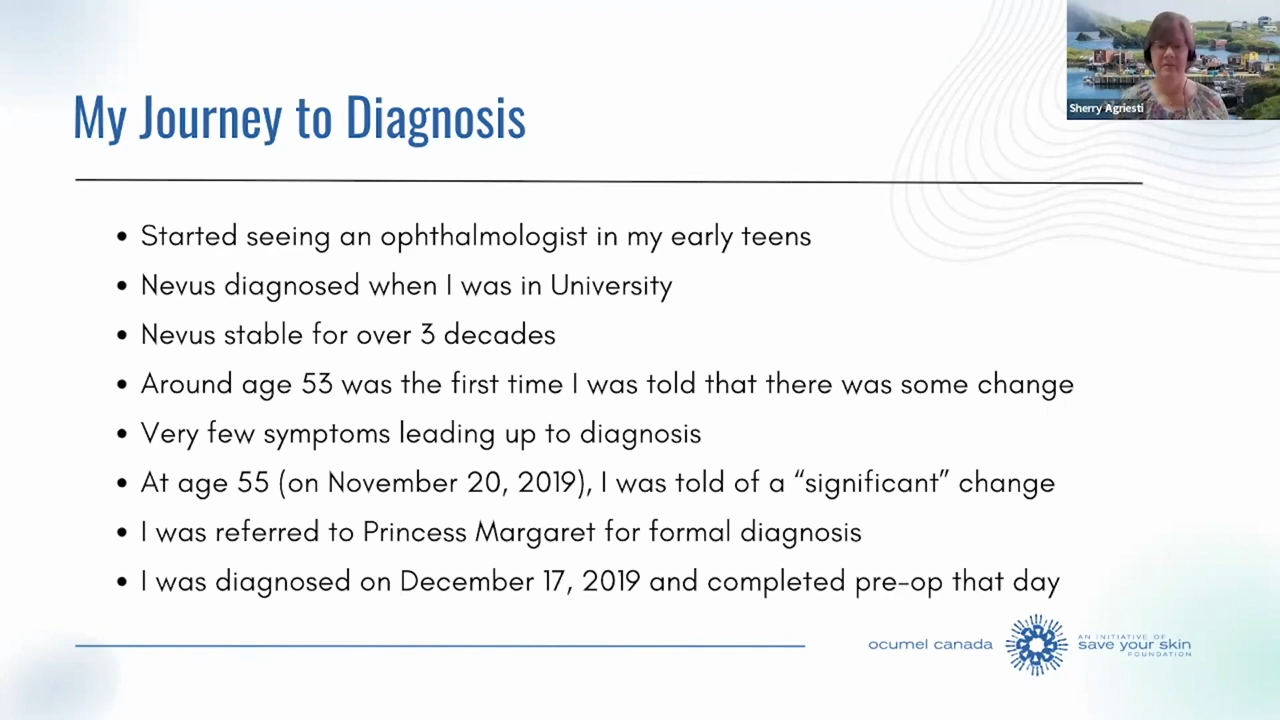 Sherry Agriesti
My Journey to Diagnosis
• Started seeing an ophthalmologist in my early teens
• Nevus diagnosed when I was in University
• Nevus stable for over 3 decades
• Around age 53 was the first time I was told that there was some change
• Very few symptoms leading up to diagnosis
• At age 55 (on November 20, 2019), I was told of a “significant” change
• I was referred to Princess Margaret for formal diagnosis
• I was diagnosed on December 17, 2019 and completed pre-op that day
ocumel canada
AN INITIATIVE OF
save your skin
FOUNDATION